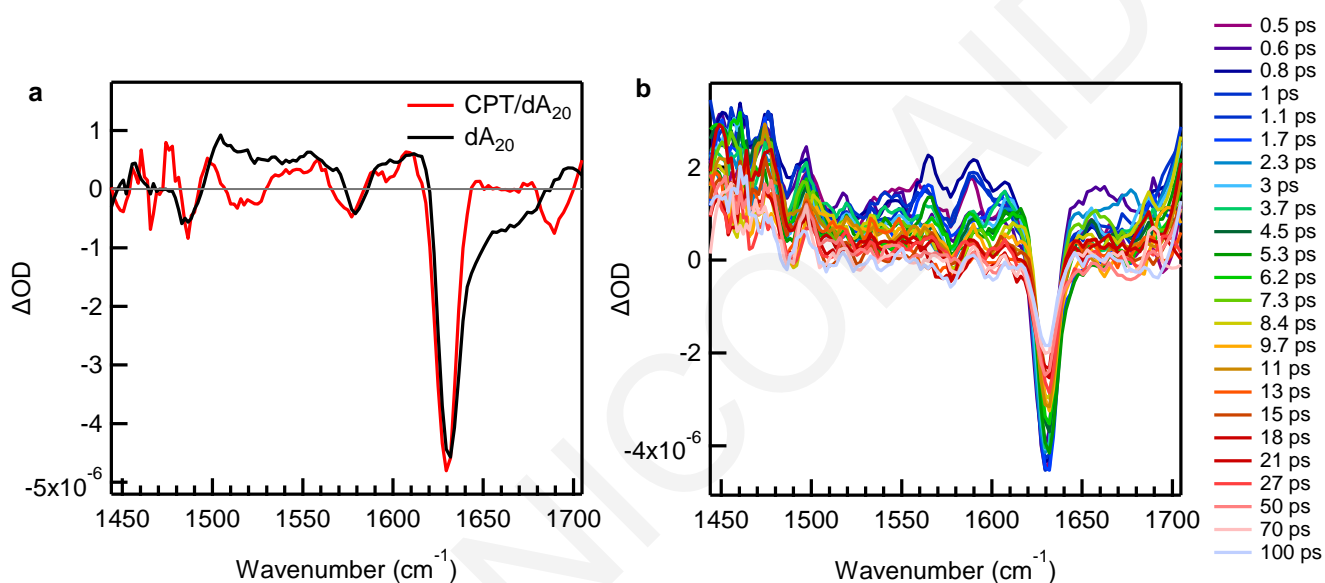 a
CPT/dA20
dA20
ΔOD
1
0
-1
-2
-3
-4
-5x10-6
1450
1500
1550
1600
1650
1700
Wavenumber (cm-1)
b
ΔOD
2
0
-2
-4x10-6
1450
1500
1550
1600
1650
1700
Wavenumber (cm-1)
0.5 ps
0.6 ps
0.8 ps
1 ps
1.1 ps
1.7 ps
2.3 ps
3 ps
3.7 ps
4.5 ps
5.3 ps
6.2 ps
7.3 ps
8.4 ps
9.7 ps
11 ps
13 ps
15 ps
18 ps
21 ps
27 ps
50 ps
70 ps
100 ps
NICOLAID